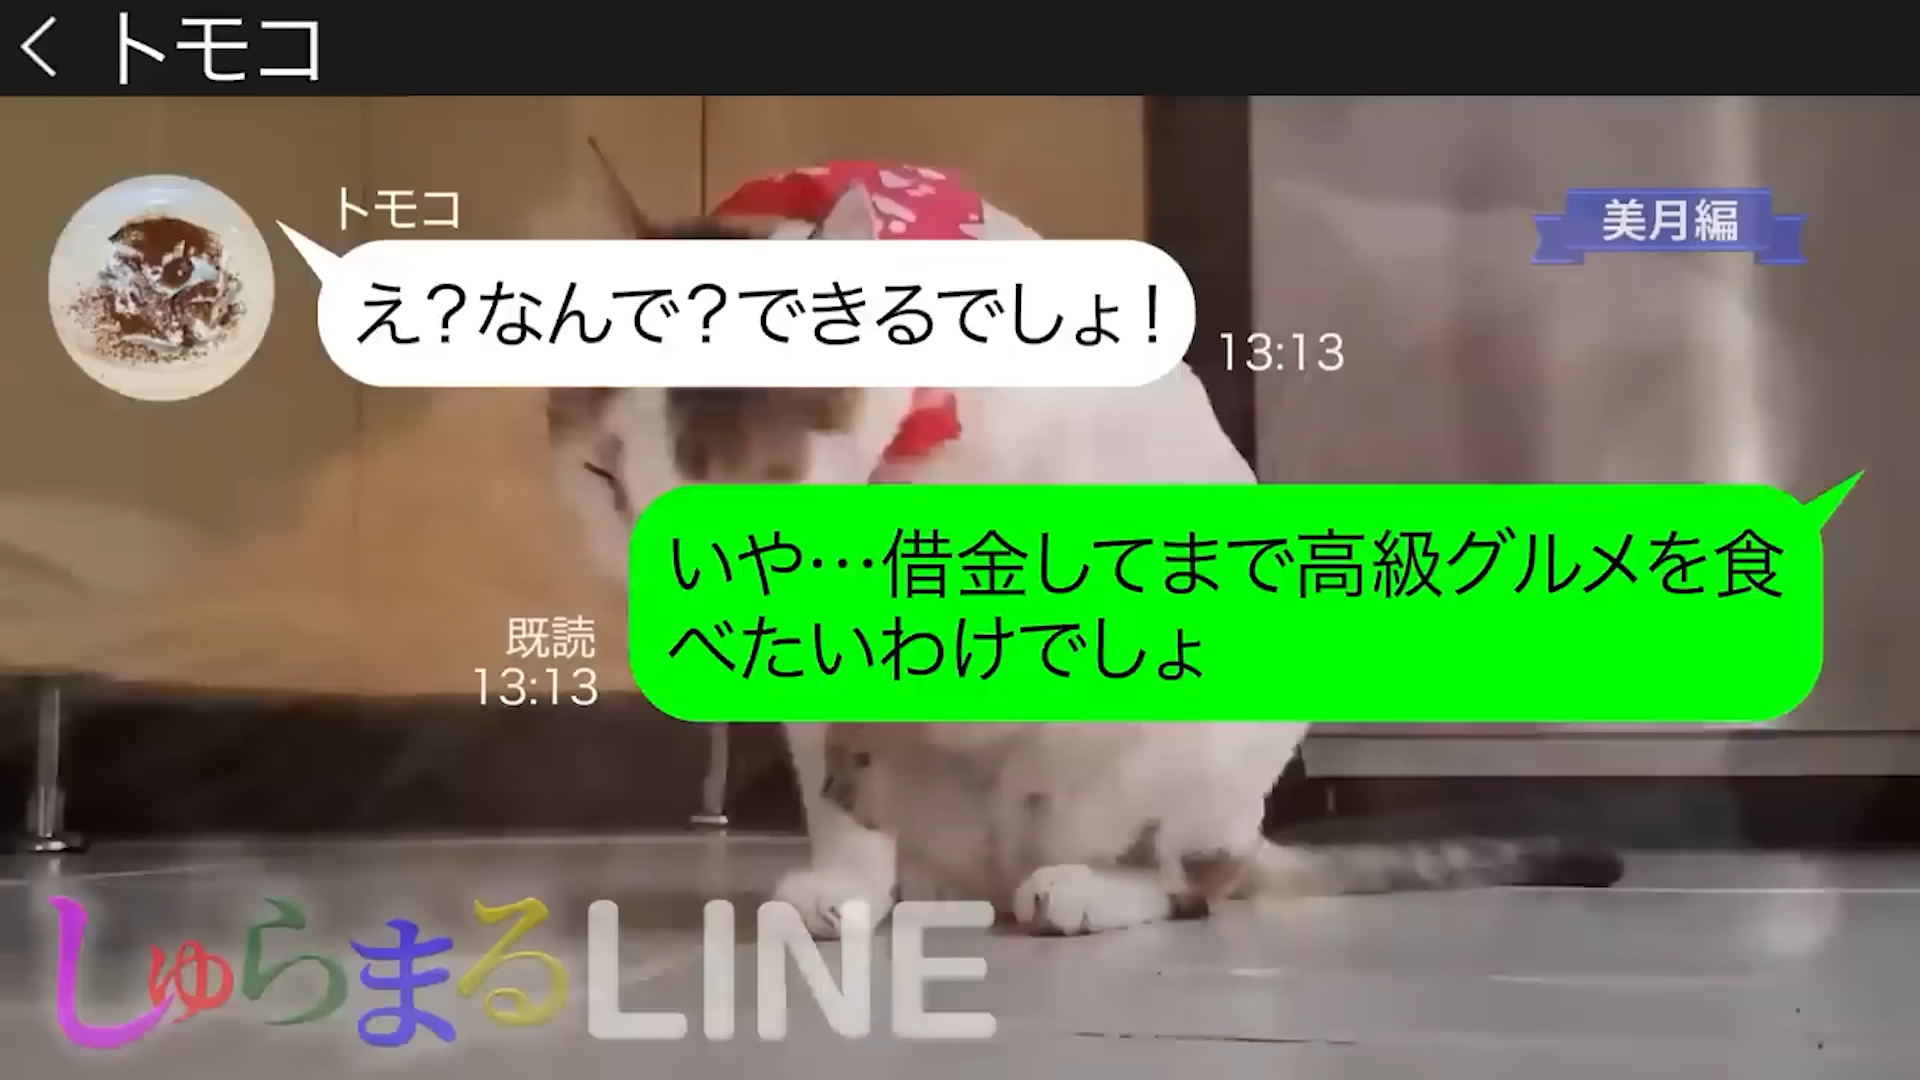 トモコ
トモコ
美月編
え?なんで?できるでしょ!
13:13
いや…借金してまで高級グルメを食
べたいわけでしょ
既読
13:13
しゅらまるLINE